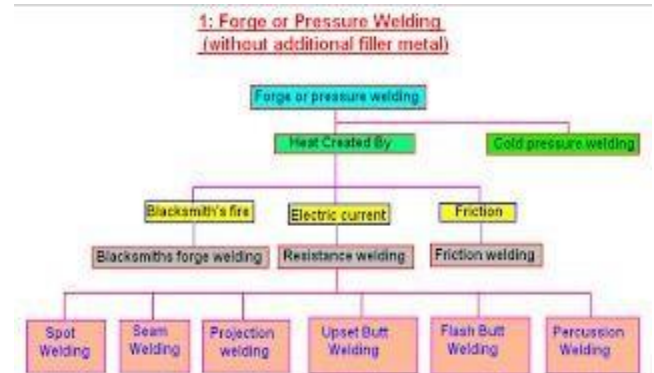 1: Forge or Pressure Welding
(without additional filler metal)
Forge or pressure welding
Heat Created By
Cold pressure welding
Blacksmith's fire
Electric current
Friction
Blacksmiths forge welding
Resistance welding
Friction welding
Spot
Welding
Seam
Welding
Projection
welding
Upset Butt
Welding
Flash Butt
Welding
Percussion
Welding